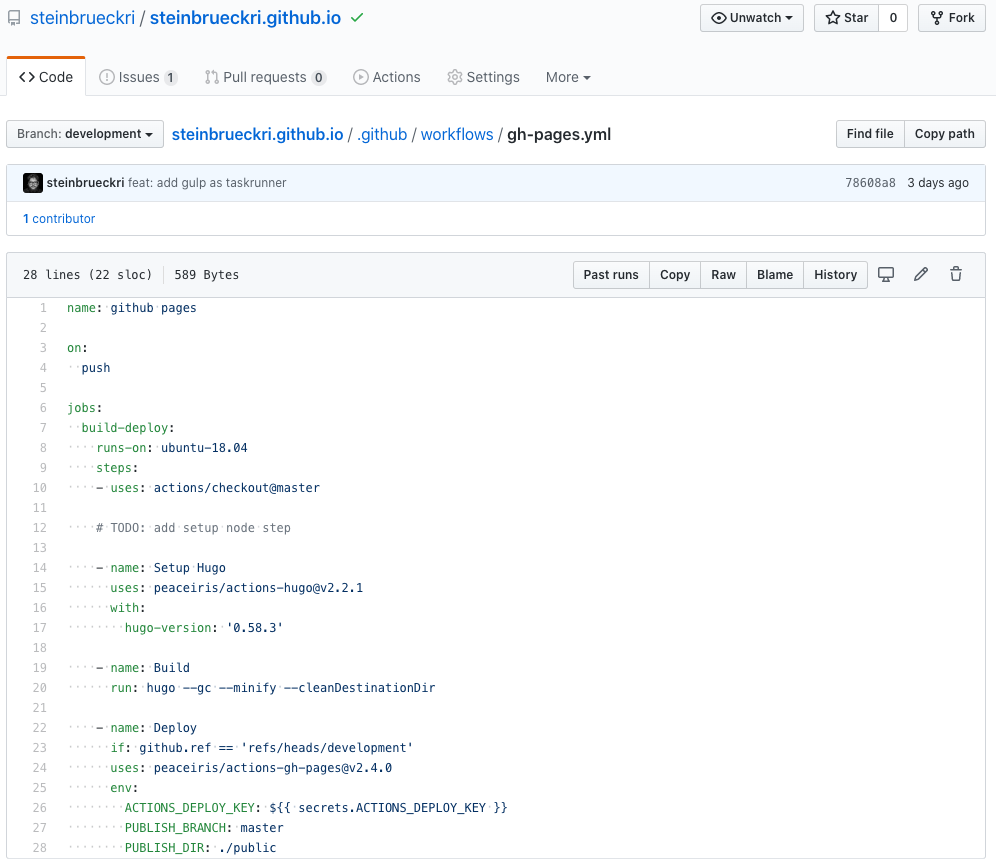 steinbrueckri / steinbrueckri.github.io
Unwatch
Star 0
Fork
Code
Issues 1
Pull requests 0
Actions
Settings
More
Branch: development
steinbrueckri.github.io / .github / workflows / gh-pages.yml
Find file
Copy path
steinbrueckri feat: add gulp as taskrunner
78608a8 3 days ago
1 contributor
28 lines (22 sloc) 589 Bytes
Past runs
Copy
Raw
Blame
History
1 name: github pages
2
3 on:
4   push
5
6 jobs:
7   build-deploy:
8     runs-on: ubuntu-18.04
9     steps:
10     - uses: actions/checkout@master
11
12     # TODO: add setup node step
13
14     - name: Setup Hugo
15       uses: peaceiris/actions-hugo@v2.2.1
16       with:
17         hugo-version: '0.58.3'
18
19     - name: Build
20       run: hugo --gc --minify --cleanDestinationDir
21
22     - name: Deploy
23       if: github.ref == 'refs/heads/development'
24       uses: peaceiris/actions-gh-pages@v2.4.0
25       env:
26         ACTIONS_DEPLOY_KEY: ${{ secrets.ACTIONS_DEPLOY_KEY }}
27         PUBLISH_BRANCH: master
28         PUBLISH_DIR: ./public